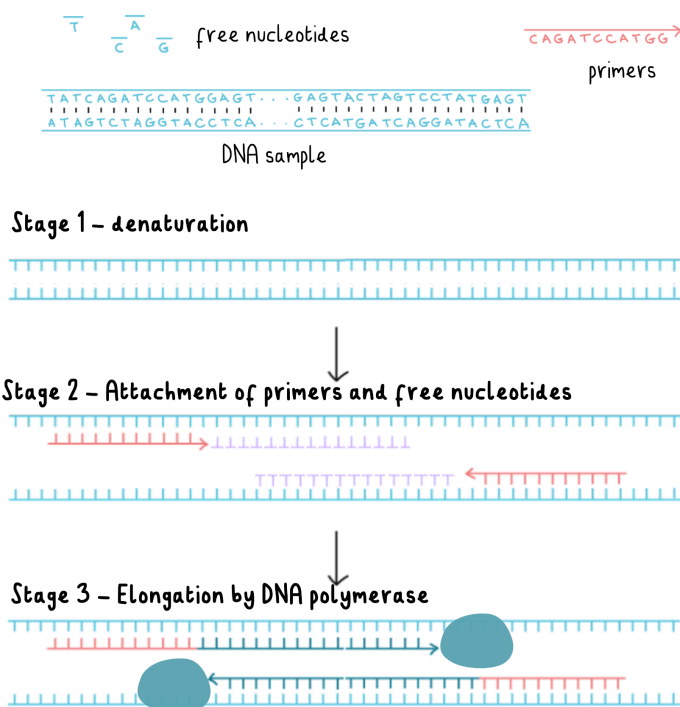 T A
C G free nucleotides
CAGATCCATGG
primers
TATCAGATCCATGGAGT...GAGTACTAGTCCTATGAGT
ATAGTCTAGGTACCTCA...CTCATGATCAGGATACTCA
DNA sample
Stage 1 – denaturation
Stage 2 – Attachment of primers and free nucleotides
Stage 3 – Elongation by DNA polymerase